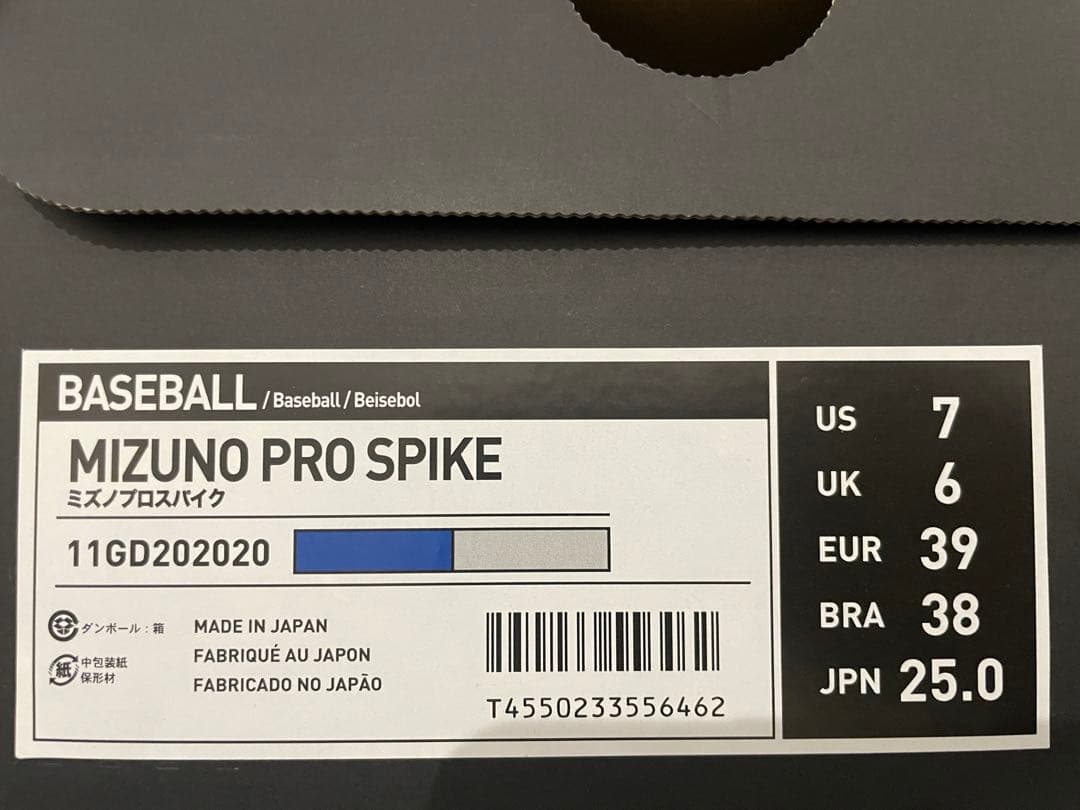 BASEBALL / Baseball / Beisebol
MIZUNO PRO SPIKE
ミズノプロスパイク
11GD202020
ダンボール：箱
紙 中包装紙
保形材
MADE IN JAPAN
FABRIQUÉ AU JAPON
FABRICADO NO JAPÃO
T4550233556462
US 7
UK 6
EUR 39
BRA 38
JPN 25.0